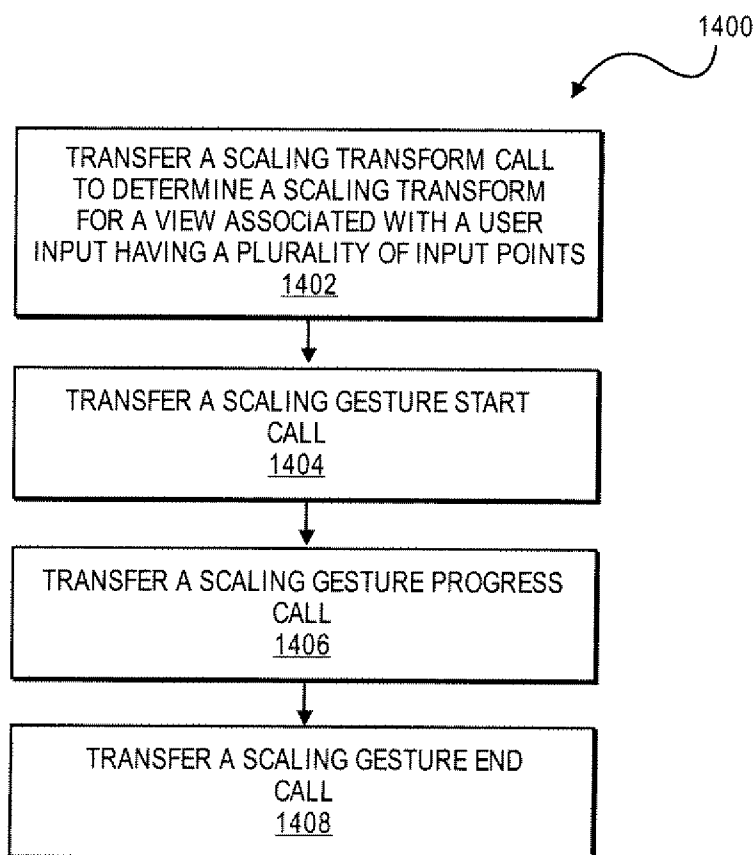 1400
TRANSFER A SCALING TRANSFORM CALL
TO DETERMINE A SCALING TRANSFORM
FOR A VIEW ASSOCIATED WITH A USER
INPUT HAVING A PLURALITY OF INPUT POINTS
1402
TRANSFER A SCALING GESTURE START
CALL
1404
TRANSFER A SCALING GESTURE PROGRESS
CALL
1406
TRANSFER A SCALING GESTURE END
CALL
1408